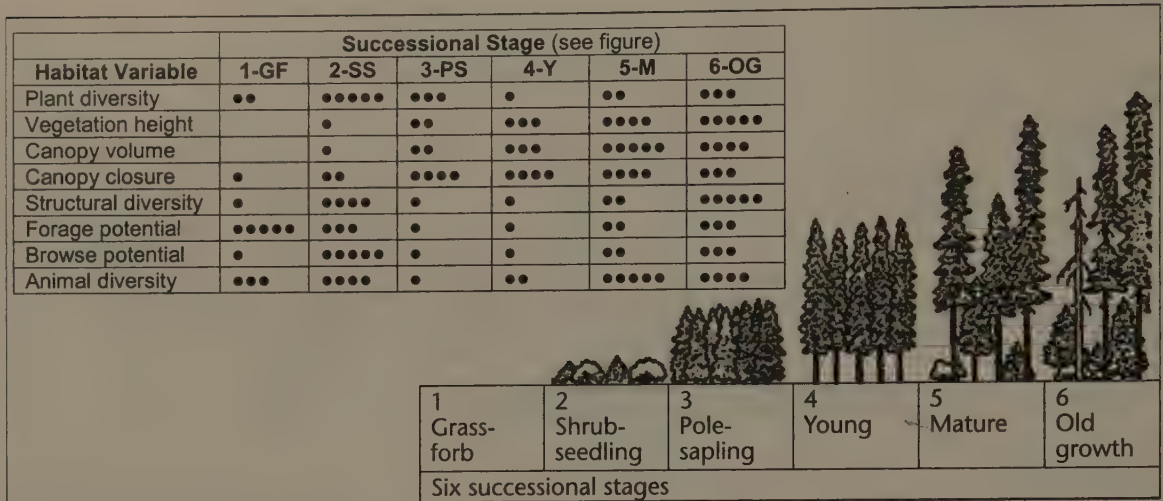 Successional Stage (see figure)
Habitat Variable 1-GF 2-SS 3-PS 4-Y 5-M 6-OG
Plant diversity •• ••••• ••• • •• •••
Vegetation height • •• ••• •••• •••••
Canopy volume • •• ••• ••••• ••••
Canopy closure • •• •••• •••• •••• •••
Structural diversity • •••• • • •• •••••
Forage potential ••••• ••• • • •• •••
Browse potential • ••••• • • •• •••
Animal diversity ••• •••• • •• ••••• ••••
1 2 3 4 5 6
Grass- Shrub- Pole- Young Mature Old
forb seedling sapling growth
Six successional stages